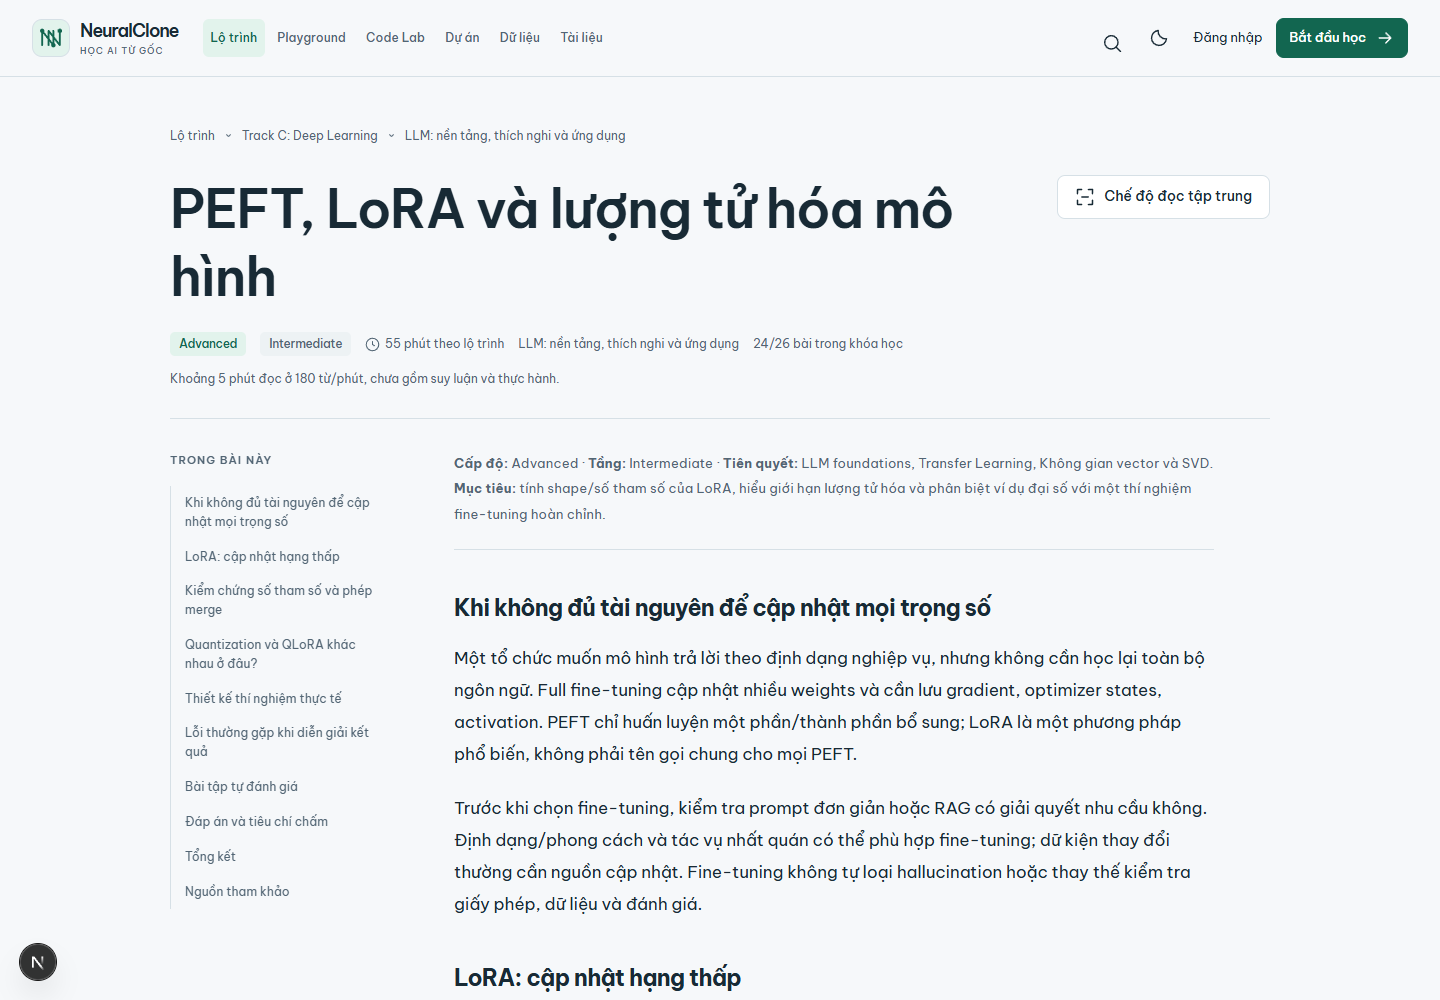 NeuralClone
HỌC AI TỪ GỐC
Lộ trình
Playground
Code Lab
Dự án
Dữ liệu
Tài liệu
Đăng nhập
Bắt đầu học
Lộ trình
Track C: Deep Learning
LLM: nền tảng, thích nghi và ứng dụng
PEFT, LoRA và lượng tử hóa mô
hình
Chế độ đọc tập trung
Advanced
Intermediate
55 phút theo lộ trình
LLM: nền tảng, thích nghi và ứng dụng
24/26 bài trong khóa học
Khoảng 5 phút đọc ở 180 từ/phút, chưa gồm suy luận và thực hành.
TRONG BÀI NÀY
Khi không đủ tài nguyên để cập
nhật mọi trọng số
LoRA: cập nhật hạng thấp
Kiểm chứng số tham số và phép
merge
Quantization và QLoRA khác
nhau ở đâu?
Thiết kế thí nghiệm thực tế
Lỗi thường gặp khi diễn giải kết
quả
Bài tập tự đánh giá
Đáp án và tiêu chí chấm
Tổng kết
Nguồn tham khảo
Cấp độ: Advanced · Tầng: Intermediate · Tiên quyết: LLM foundations, Transfer Learning, Không gian vector và SVD.
Mục tiêu: tính shape/số tham số của LoRA, hiểu giới hạn lượng tử hóa và phân biệt ví dụ đại số với một thí nghiệm
fine-tuning hoàn chỉnh.
Khi không đủ tài nguyên để cập nhật mọi trọng số
Một tổ chức muốn mô hình trả lời theo định dạng nghiệp vụ, nhưng không cần học lại toàn bộ
ngôn ngữ. Full fine-tuning cập nhật nhiều weights và cần lưu gradient, optimizer states,
activation. PEFT chỉ huấn luyện một phần/thành phần bổ sung; LoRA là một phương pháp
phổ biến, không phải tên gọi chung cho mọi PEFT.
Trước khi chọn fine-tuning, kiểm tra prompt đơn giản hoặc RAG có giải quyết nhu cầu không.
Định dạng/phong cách và tác vụ nhất quán có thể phù hợp fine-tuning; dữ kiện thay đổi
thường cần nguồn cập nhật. Fine-tuning không tự loại hallucination hoặc thay thế kiểm tra
giấy phép, dữ liệu và đánh giá.
LoRA: cập nhật hạng thấp